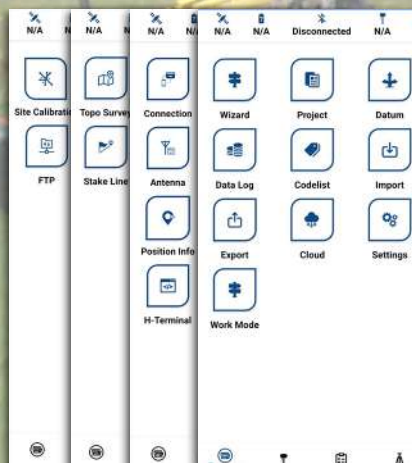 N/A N
N/A
N/A N/
N/A N/A Disconnected N/A
Site Calibratio
FTP
Topo Survey
Stake Line
Connection
Antenna
Position Info
H-Terminal
Wizard Project Datum
Data Log Codelist Import
Export Cloud Settings
Work Mode